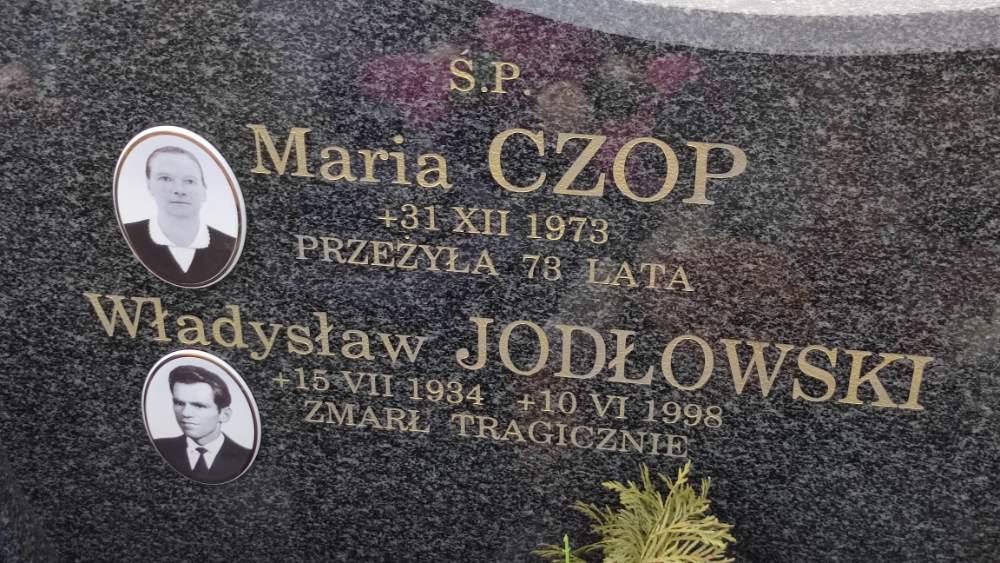 Ś.P.
Maria CZOP
+31 XII 1973
PRZEŻYŁA 73 LATA
Władysław JODŁOWSKI
+15 VII 1934 +10 VI 1998
ZMARŁ TRAGICZNIE